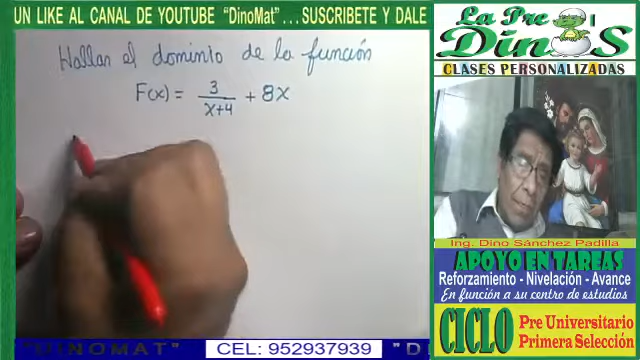 UN LIKE AL CANAL DE YOUTUBE "DinoMat"...SUSCRIBETE Y DALE
La Pre
DinoS
CLASES PERSONALIZADAS
Hallar el dominio de la función
F(x) = 3/(x+4) + 8x
Ing. Dino Sánchez Padilla
APOYO EN TAREAS
Reforzamiento - Nivelación - Avance
En función a su centro de estudios
CICLO
Pre Universitario
Primera Selección
"DINOMAT"
CEL: 952937939
"D